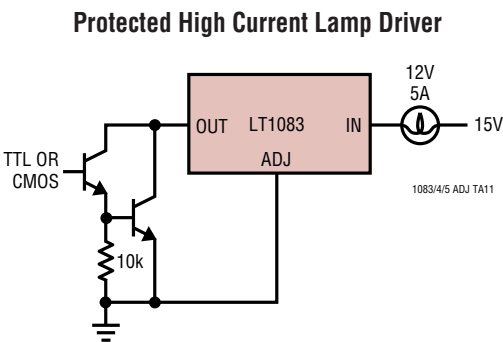 Protected High Current Lamp Driver
12V
5A
OUT LT1083 IN
15V
ADJ
TTL OR
CMOS
1083/4/5 ADJ TA11
10k